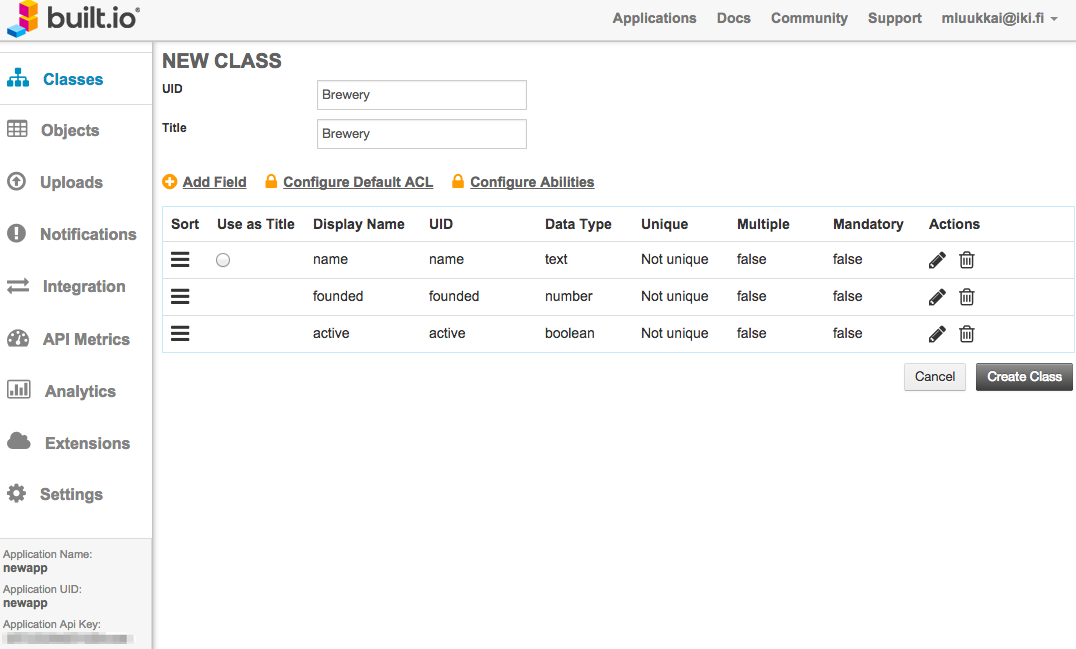 built.io®
Applications Docs Community Support mluukkai@iki.fi
Classes
Objects
Uploads
Notifications
Integration
API Metrics
Analytics
Extensions
Settings
Application Name:
newapp
Application UID:
newapp
Application Api Key:
NEW CLASS
UID
Brewery
Title
Brewery
Add Field Configure Default ACL Configure Abilities
Sort Use as Title Display Name UID Data Type Unique Multiple Mandatory Actions
name name text Not unique false false
founded founded number Not unique false false
active active boolean Not unique false false
Cancel Create Class